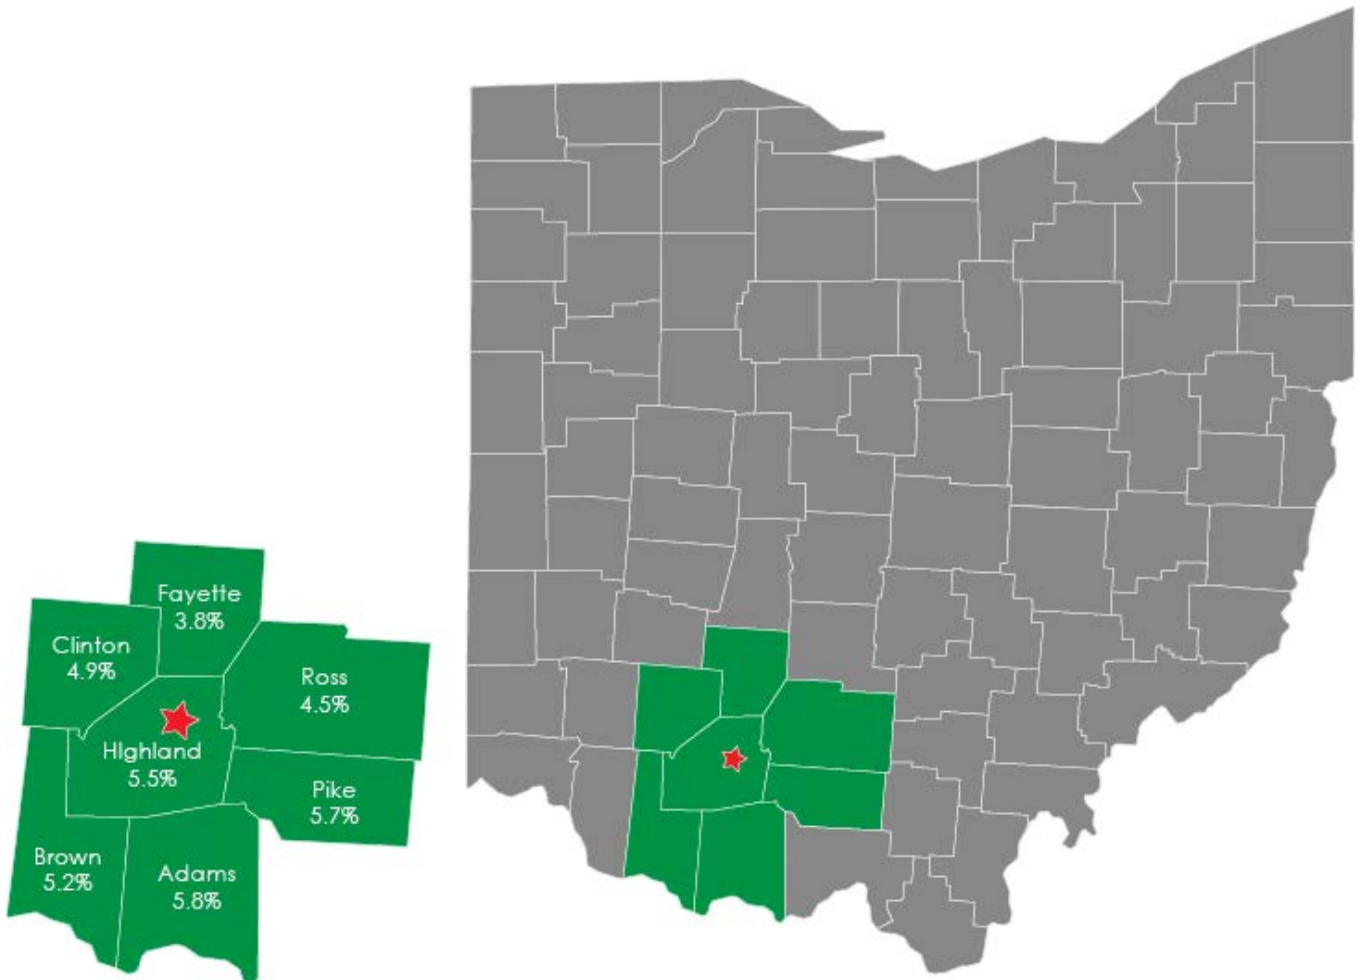 Fayette
3.8%
Clinton
4.9%
Ross
4.5%
HIghland
5.5%
Pike
5.7%
Brown
5.2%
Adams
5.8%